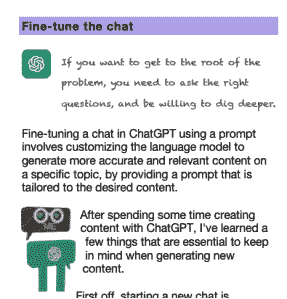 Fine-tune the chat
If you want to get to the root of the
problem, you need to ask the right
questions, and be willing to dig deeper.
Fine-tuning a chat in ChatGPT using a prompt
involves customizing the language model to
generate more accurate and relevant content on
a specific topic, by providing a prompt that is
tailored to the desired content.
After spending some time creating
content with ChatGPT, I've learned a
few things that are essential to keep
in mind when generating new
content.
First off, starting a new chat is